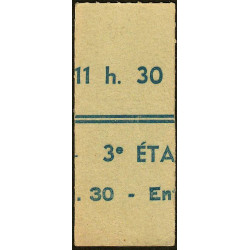 11 h. 30
- 3e ÉTA
. 30 - En